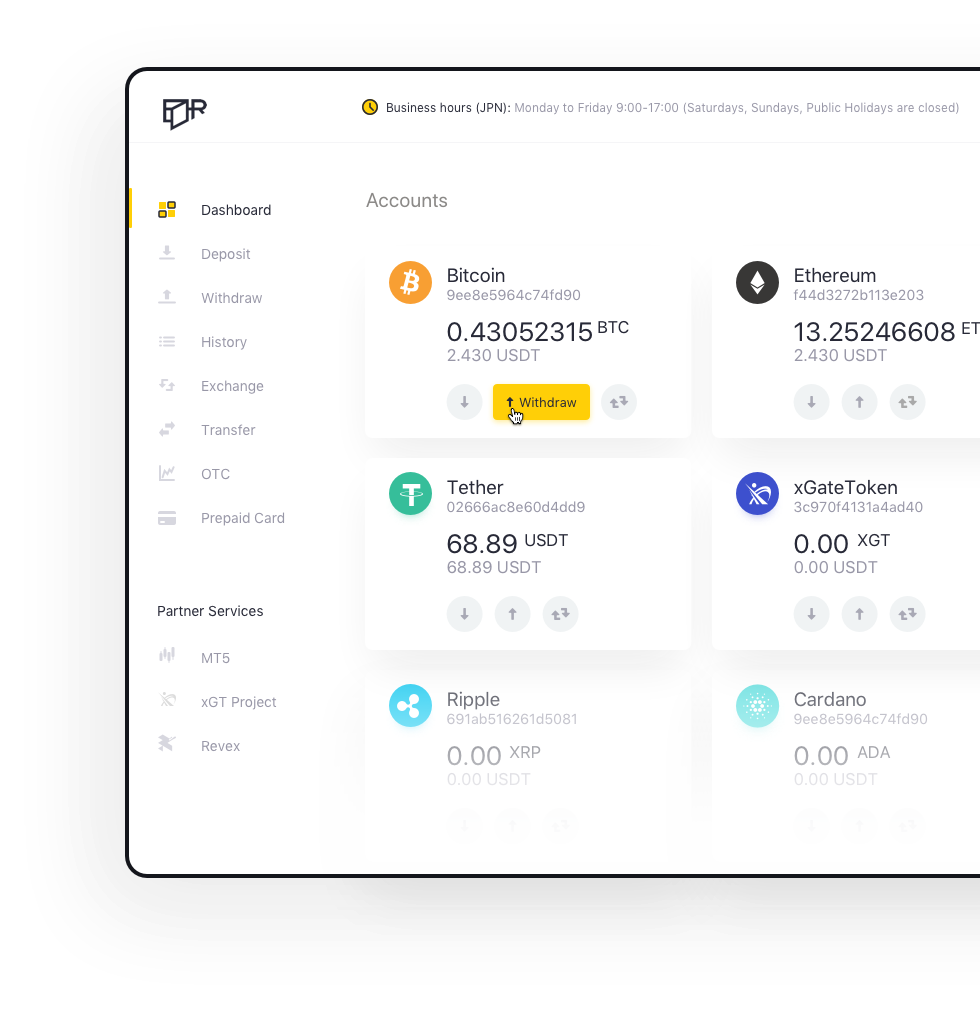 Business hours (JPN): Monday to Friday 9:00-17:00 (Saturdays, Sundays, Public Holidays are closed)
Dashboard
Deposit
Withdraw
History
Exchange
Transfer
OTC
Prepaid Card
Partner Services
MT5
xGT Project
Revex
Accounts
Bitcoin
9ee8e5964c74fd90
0.43052315 BTC
2.430 USDT
Withdraw
Ethereum
f44d3272b113e203
13.25246608 ET
2.430 USDT
Tether
02666ac8e60d4dd9
68.89 USDT
68.89 USDT
xGateToken
3c970f4131a4ad40
0.00 XGT
0.00 USDT
Ripple
691ab516261d5081
0.00 XRP
0.00 USDT
Cardano
9ee8e5964c74fd90
0.00 ADA
0.00 USDT